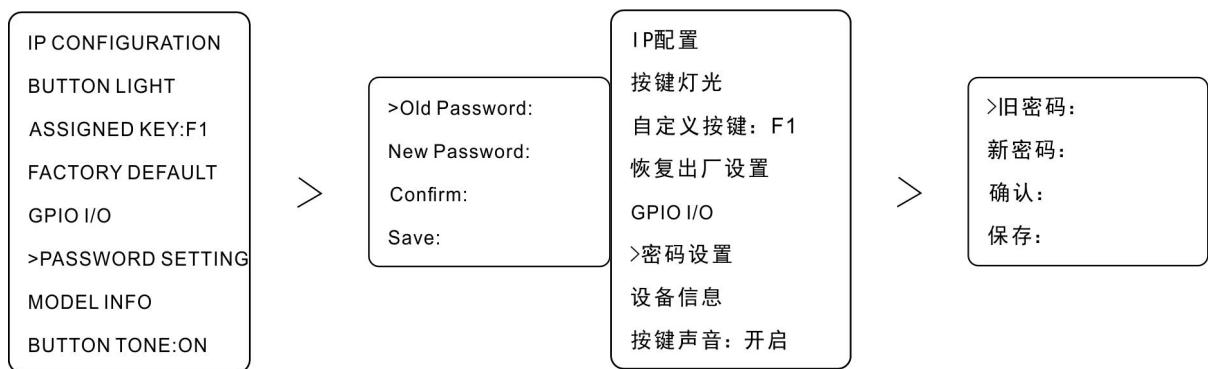 IP CONFIGURATION
BUTTON LIGHT
ASSIGNED KEY:F1
FACTORY DEFAULT
GPIO I/O
>PASSWORD SETTING
MODEL INFO
BUTTON TONE:ON
>
>Old Password:
New Password:
Confirm:
Save:
IP配置
按键灯光
自定义按键：F1
恢复出厂设置
GPIO I/O
>密码设置
设备信息
按键声音：开启
>
>旧密码：
新密码：
确认：
保存：